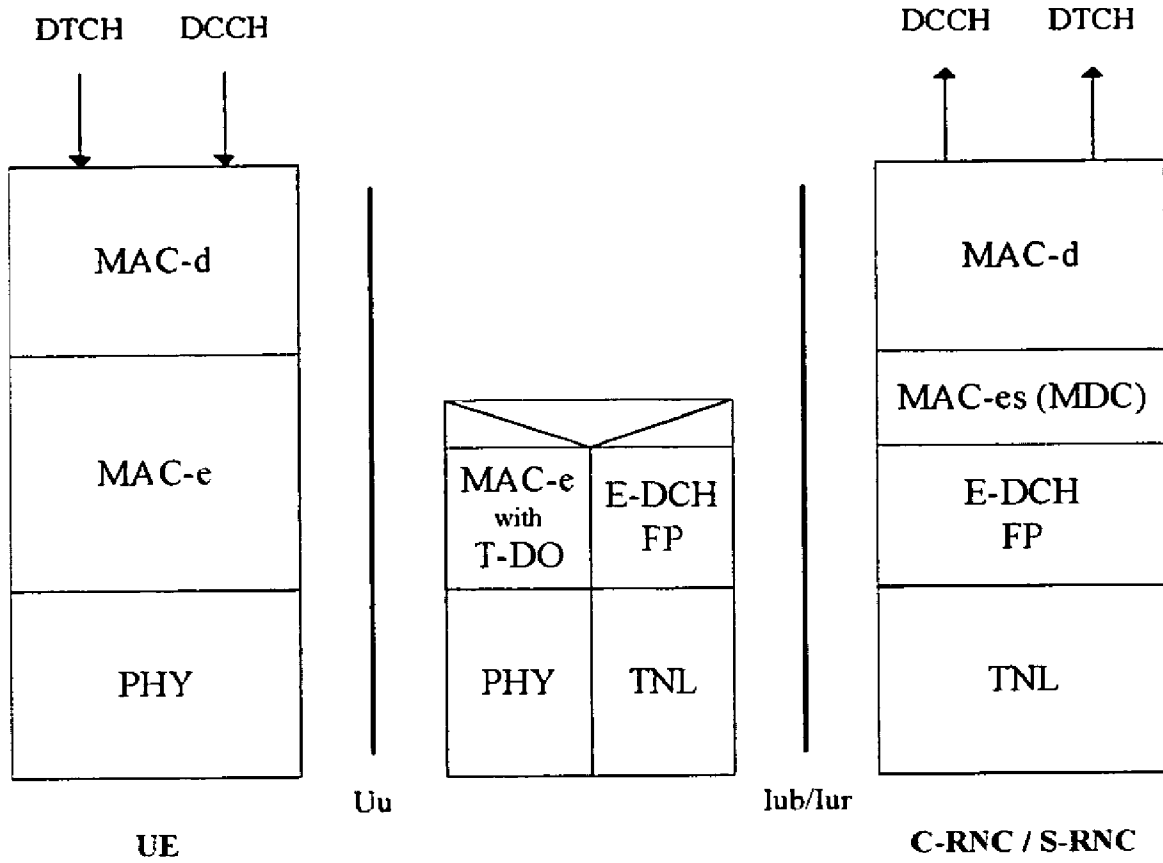 DTCH DCCH
DCCH DTCH
MAC-d
MAC-e
PHY
UE
Uu
MAC-e
with
T-DO
E-DCH
FP
PHY
TNL
Iub/Iur
MAC-d
MAC-es (MDC)
E-DCH
FP
TNL
C-RNC / S-RNC